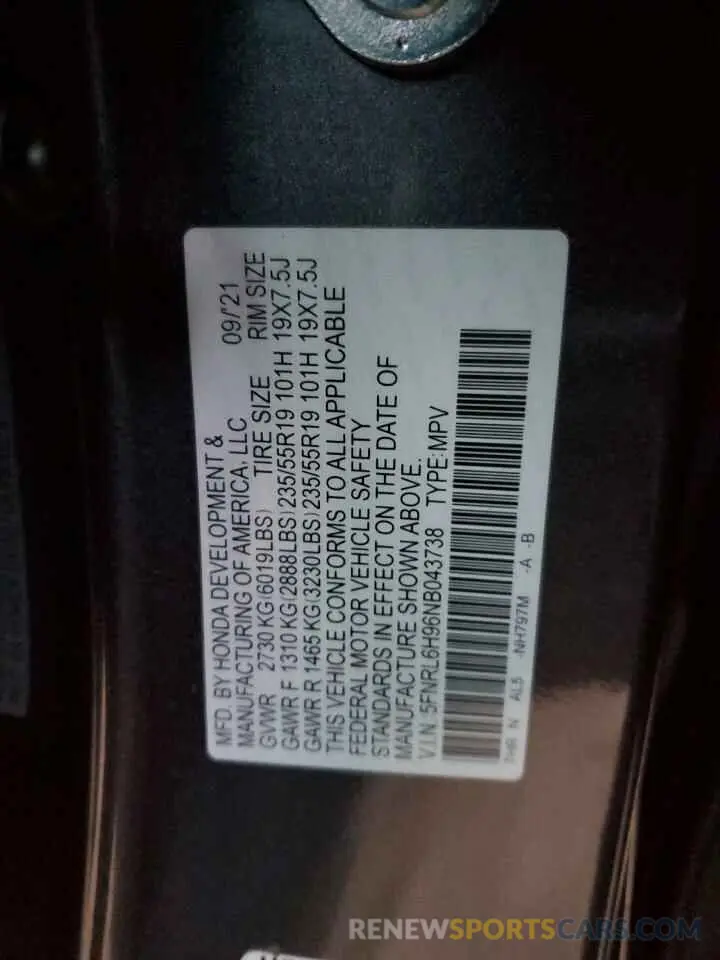 MFD. BY HONDA DEVELOPMENT &
MANUFACTURING OF AMERICA, LLC 09/'21
GVWR 2730 KG(6019LBS) TIRE SIZE RIM SIZE
GAWR F 1310 KG(2888LBS)235/55R19 101H 19X7.5J
GAWR R 1465 KG(3230LBS)235/55R19 101H 19X7.5J
THIS VEHICLE CONFORMS TO ALL APPLICABLE
FEDERAL MOTOR VEHICLE SAFETY
STANDARDS IN EFFECT ON THE DATE OF
MANUFACTURE SHOWN ABOVE.
V.I.N: 5FNRL6H96NB043738 TYPE:MPV
N AL5 -NH797M -A -B
RENEWSPORTSCARS.COM